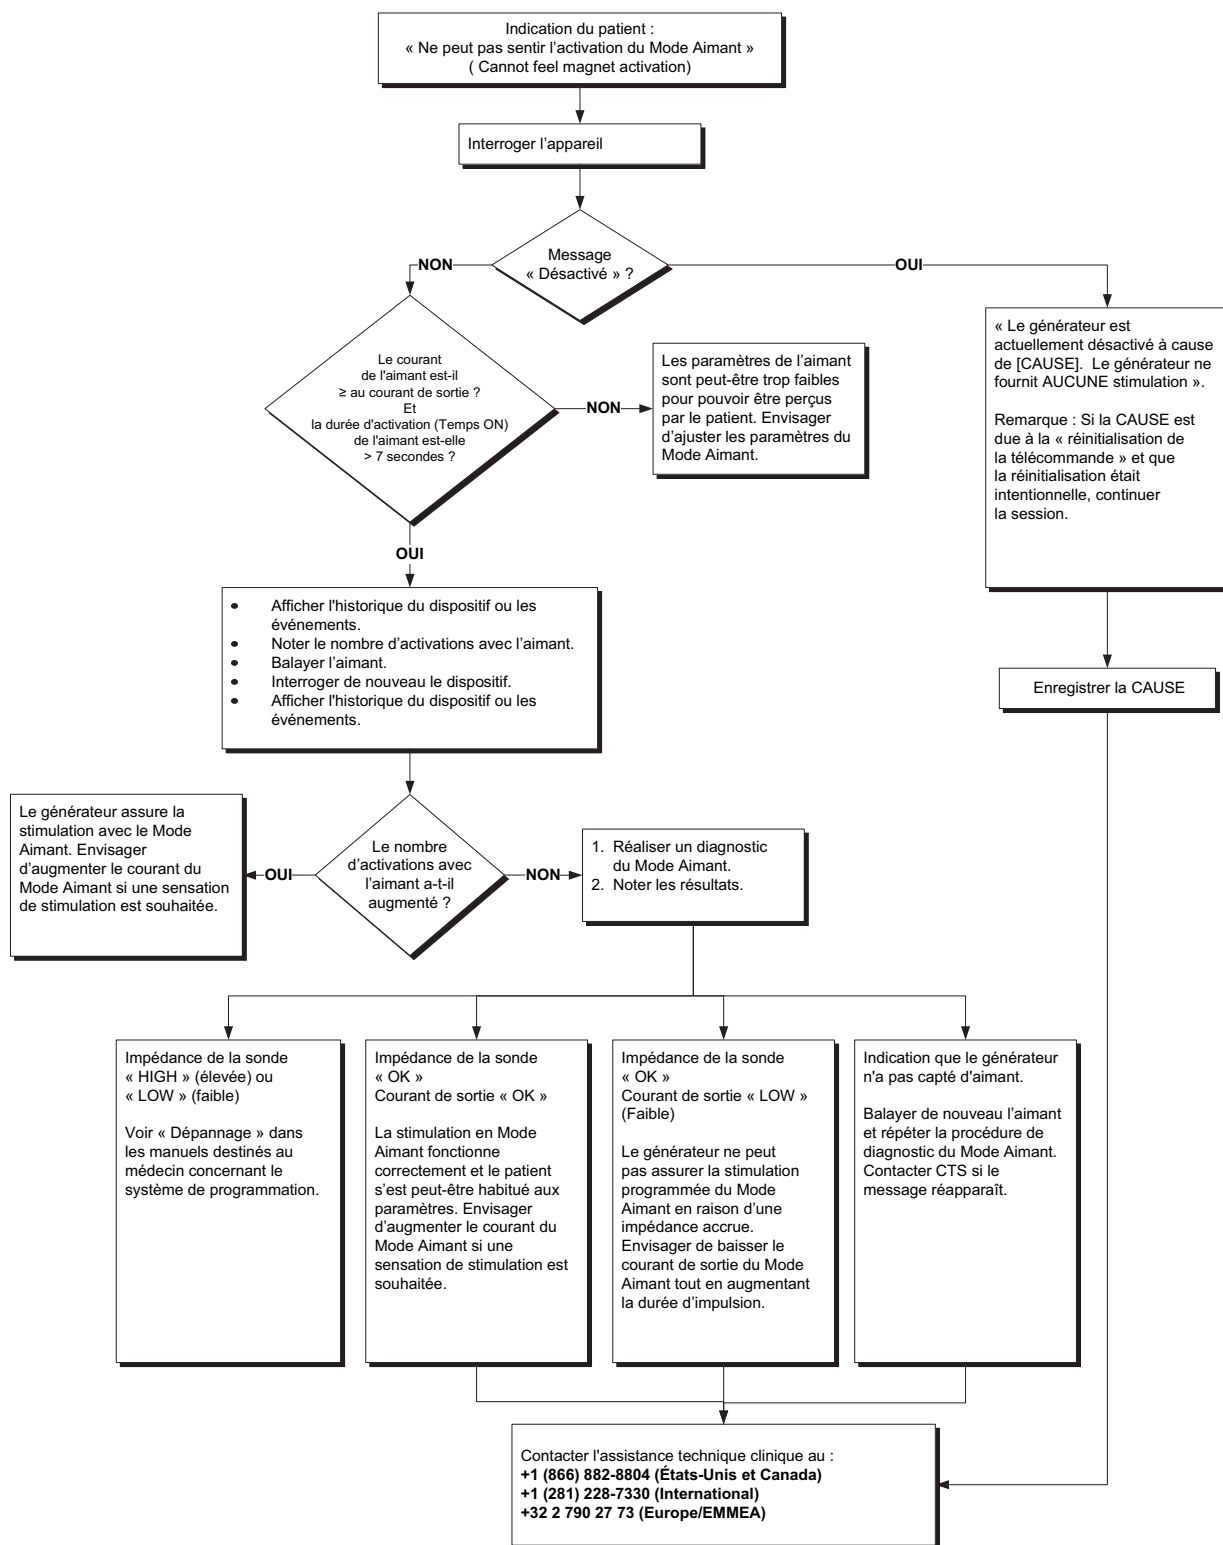 Indication du patient :
« Ne peut pas sentir l’activation du Mode Aimant »
( Cannot feel magnet activation)
Interroger l’appareil
Message
« Désactivé » ?
NON
OUI
Le courant
de l'aimant est-il
≥ au courant de sortie ?
Et
la durée d'activation (Temps ON)
de l'aimant est-elle
> 7 secondes ?
NON
Les paramètres de l’aimant
sont peut-être trop faibles
pour pouvoir être perçus
par le patient. Envisager
d’ajuster les paramètres du
Mode Aimant.
« Le générateur est
actuellement désactivé à cause
de [CAUSE].  Le générateur ne
fournit AUCUNE stimulation ».
Remarque : Si la CAUSE est
due à la « réinitialisation de
la télécommande » et que
la réinitialisation était
intentionnelle, continuer
la session.
OUI
• Afficher l'historique du dispositif ou les
événements.
• Noter le nombre d’activations avec l’aimant.
• Balayer l’aimant.
• Interroger de nouveau le dispositif.
• Afficher l'historique du dispositif ou les
événements.
Enregistrer la CAUSE
Le générateur assure la
stimulation avec le Mode
Aimant. Envisager
d’augmenter le courant du
Mode Aimant si une sensation
de stimulation est souhaitée.
OUI
Le nombre
d’activations avec
l’aimant a-t-il
augmenté ?
NON
1. Réaliser un diagnostic
du Mode Aimant.
2. Noter les résultats.
Impédance de la sonde
« HIGH » (élevée) ou
« LOW » (faible)
Voir « Dépannage » dans
les manuels destinés au
médecin concernant le
système de programmation.
Impédance de la sonde
« OK »
Courant de sortie « OK »
La stimulation en Mode
Aimant fonctionne
correctement et le patient
s’est peut-être habitué aux
paramètres. Envisager
d’augmenter le courant du
Mode Aimant si une
sensation de stimulation est
souhaitée.
Impédance de la sonde
« OK »
Courant de sortie « LOW »
(Faible)
Le générateur ne peut
pas assurer la stimulation
programmée du Mode
Aimant en raison d’une
impédance accrue.
Envisager de baisser le
courant de sortie du Mode
Aimant tout en augmentant
la durée d’impulsion.
Indication que le générateur
n'a pas capté d'aimant.
Balayer de nouveau l’aimant
et répéter la procédure de
diagnostic du Mode Aimant.
Contacter CTS si le
message réapparaît.
Contacter l'assistance technique clinique au :
+1 (866) 882-8804 (États-Unis et Canada)
+1 (281) 228-7330 (International)
+32 2 790 27 73 (Europe/EMMEA)